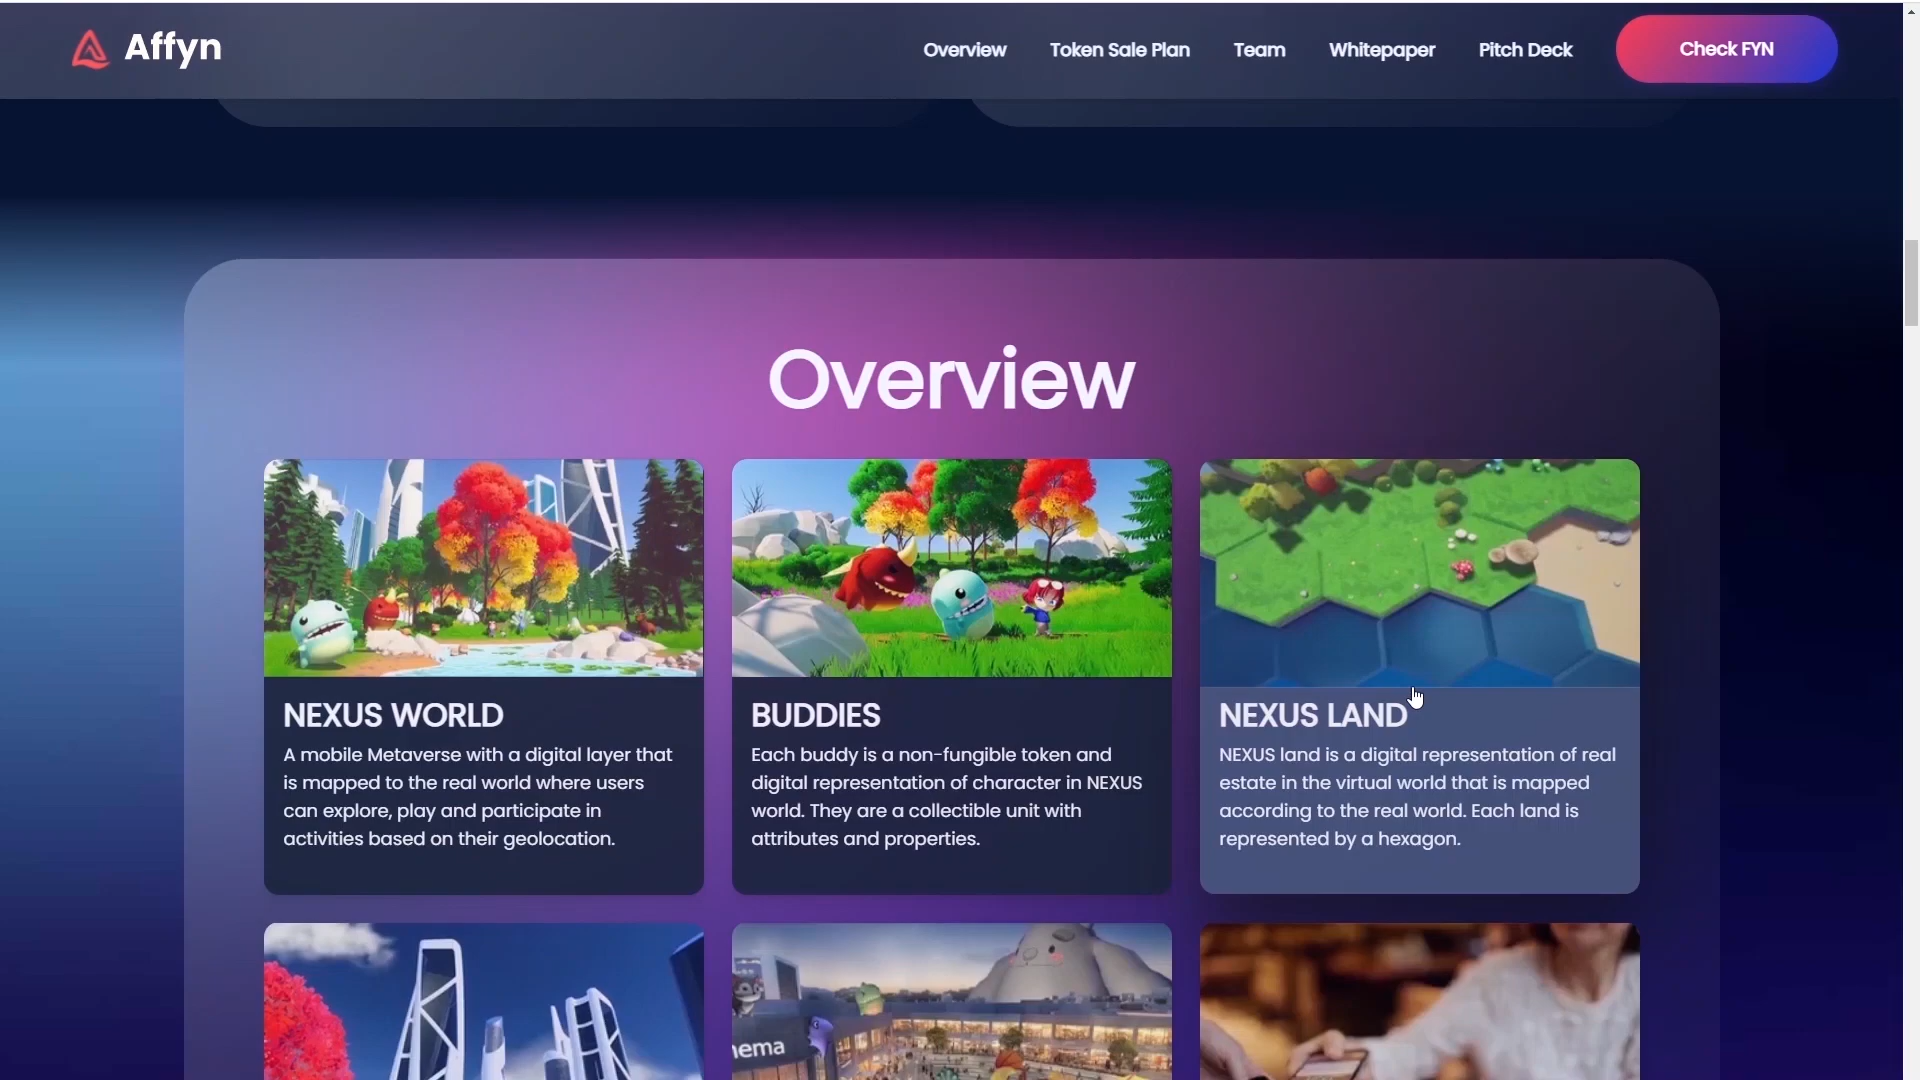 Affyn
Overview
Token Sale Plan
Team
Whitepaper
Pitch Deck
Check FYN
Overview
NEXUS WORLD
A mobile Metaverse with a digital layer that
is mapped to the real world where users
can explore, play and participate in
activities based on their geolocation.
BUDDIES
Each buddy is a non-fungible token and
digital representation of character in NEXUS
world. They are a collectible unit with
attributes and properties.
NEXUS LAND
NEXUS land is a digital representation of real
estate in the virtual world that is mapped
according to the real world. Each land is
represented by a hexagon.
nema